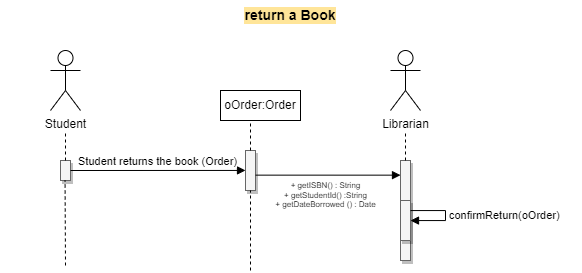 return a Book
Student
oOrder:Order
Librarian
Student returns the book (Order)
+ getISBN() : String
+ getStudentId() :String
+ getDateBorrowed () : Date
confirmReturn(oOrder)